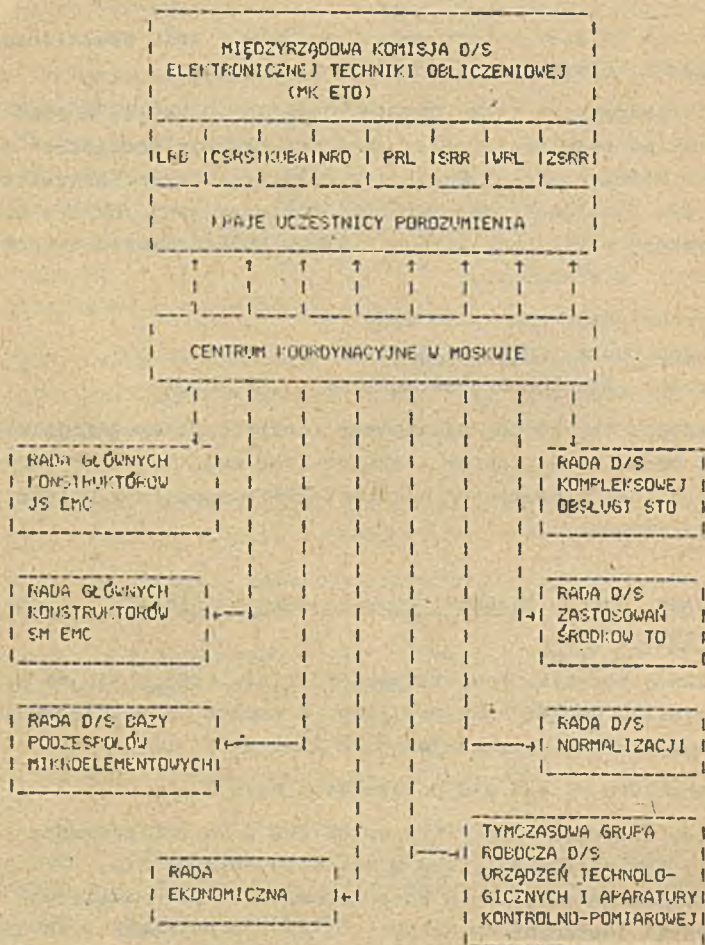 MIĘDZYRZĄDOWA KOMISJA D/S
ELEKTRONICZNEJ TECHNIKI OBLICZENIOWEJ
(MK ETO)
LRB CSRS KUBA NRD PRL SRR WRL ZSRR
KRAJE UCZESTNICY POROZUMIENIA
CENTRUM KOORDYNACYJNE W MOSKWIE
RADA GŁÓWNYCH
KONSTRUKTORÓW
JS EMC
RADA D/S
KOMPLEKSOWEJ
OBSŁUGI STO
RADA GŁÓWNYCH
KONSTRUKTORÓW
SM EMC
RADA D/S
ZASTOSOWAŃ
ŚRODKOW TO
RADA D/S BAZY
PODZESPOŁÓW
MIKROELEMENTOWYCH
RADA D/S
NORMALIZACJI
RADA
EKONOMICZNA
TYMCZASOWA GRUPA
ROBOCZA D/S
URZĄDZEŃ TECHNOLO-
GICZNYCH I APARATURY
KONTROLNO-POMIAROWEJ